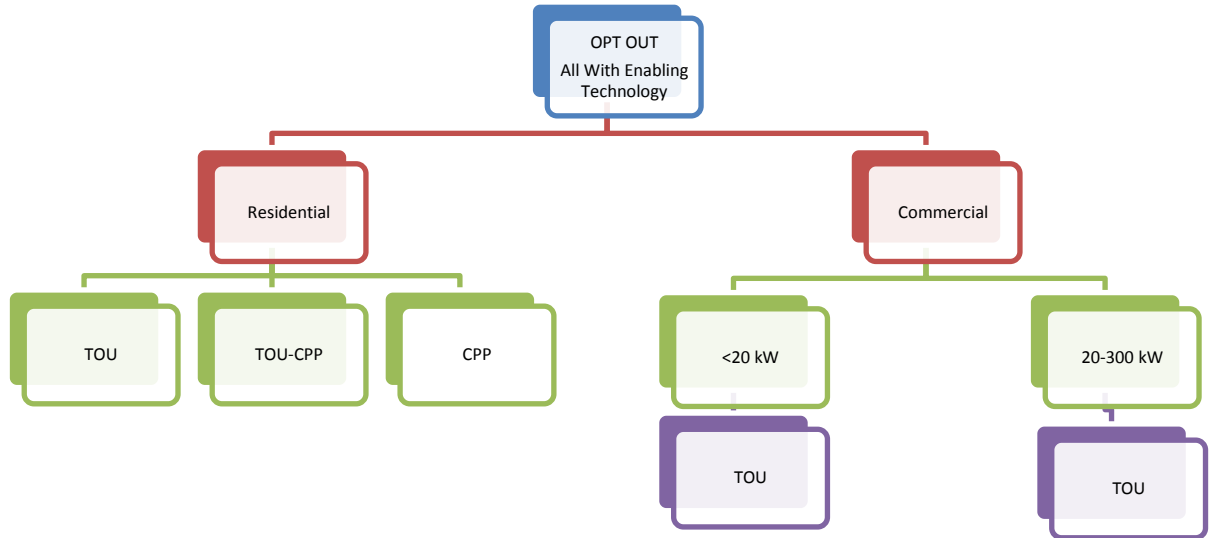 OPT OUT
All With Enabling
Technology
Residential
Commercial
TOU
TOU-CPP
CPP
<20 kW
20-300 kW
TOU
TOU